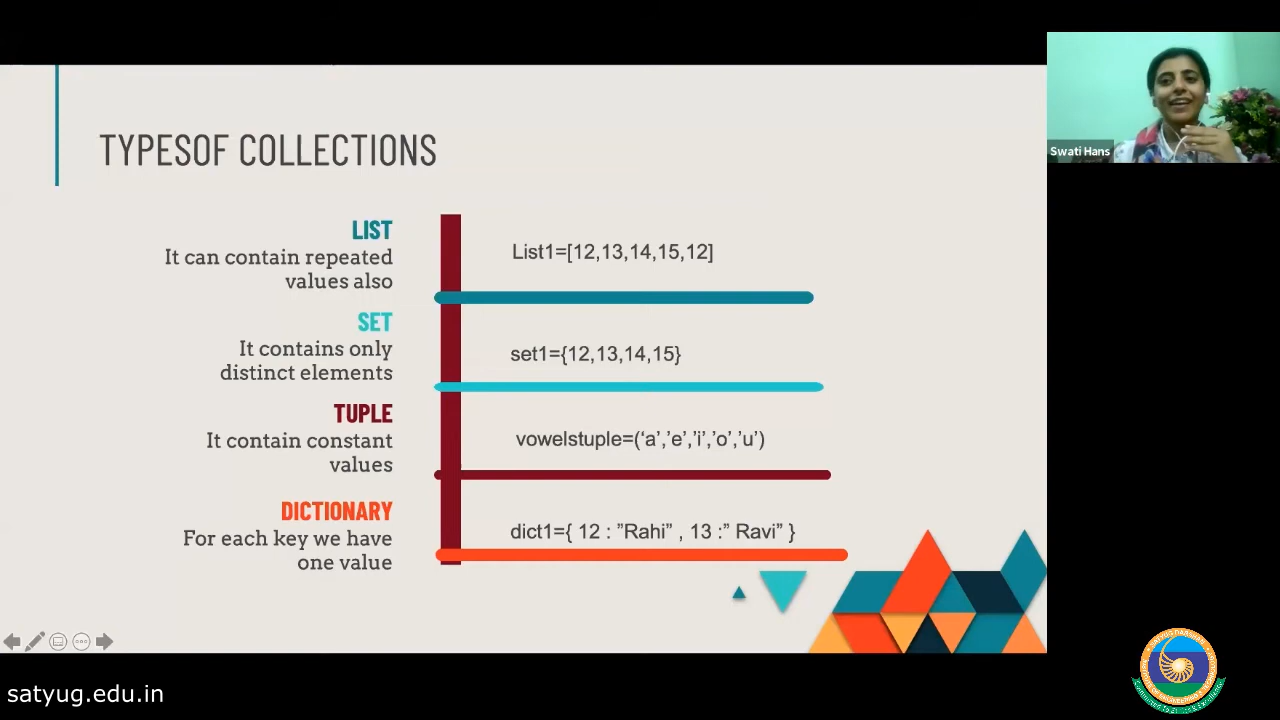 TYPESOF COLLECTIONS
LIST
It can contain repeated
values also
List1=[12,13,14,15,12]
SET
It contains only
distinct elements
set1={12,13,14,15}
TUPLE
It contain constant
values
vowelstuple=(‘a’,’e’,’i’,’o’,’u’)
DICTIONARY
For each key we have
one value
dict1={ 12 : ”Rahi” , 13 :” Ravi” }
Swati Hans
satyug.edu.in